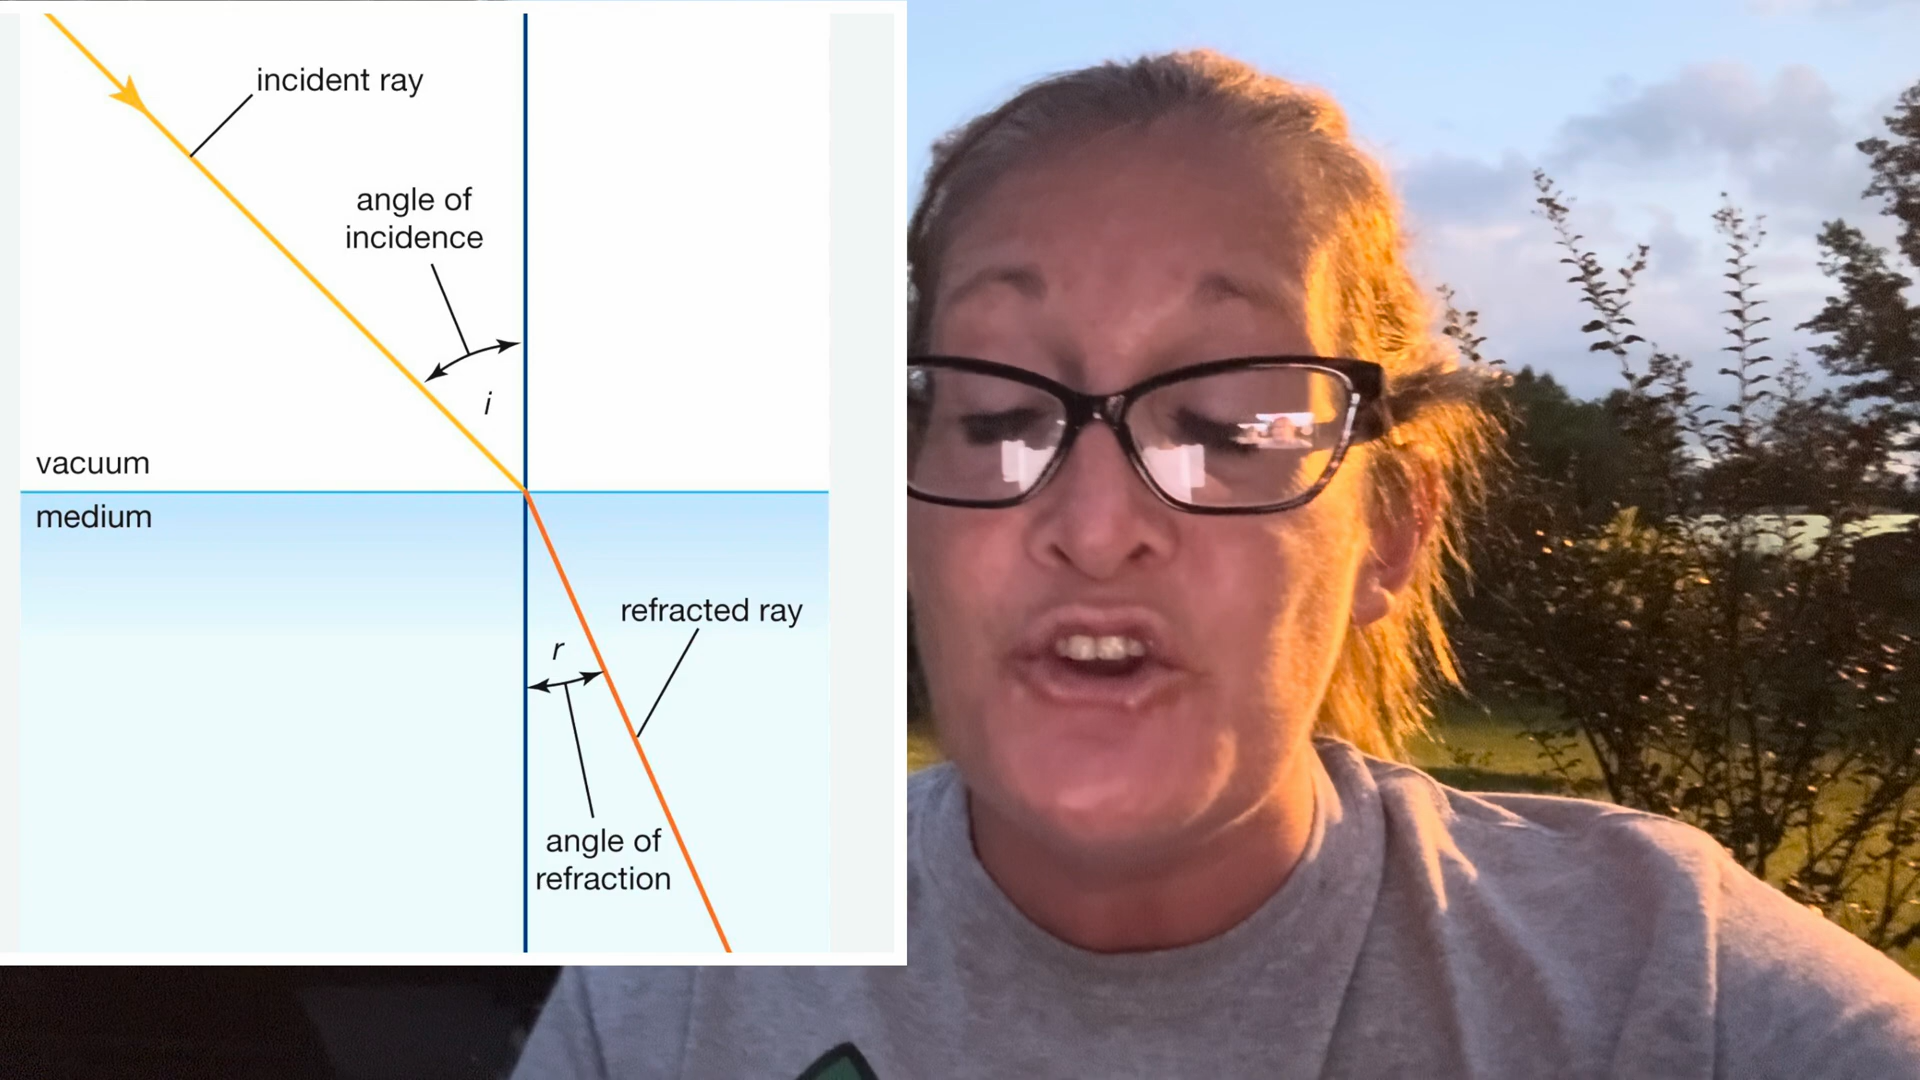 incident ray
angle of
incidence
i
vacuum
medium
refracted ray
r
angle of
refraction